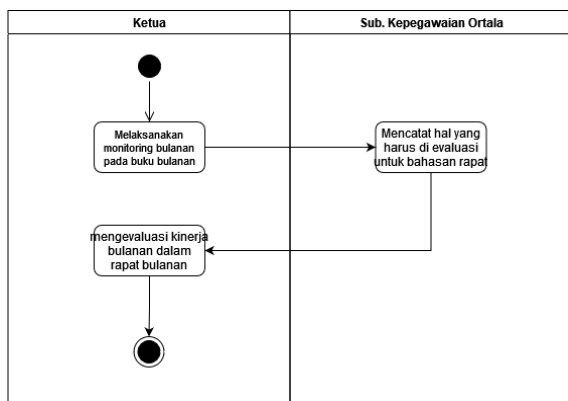 Ketua
Sub. Kepegawaian Ortala
Melaksanakan
monitoring bulanan
pada buku bulanan
Mencatat hal yang
harus di evaluasi
untuk bahasan rapat
mengevaluasi kinerja
bulanan dalam
rapat bulanan